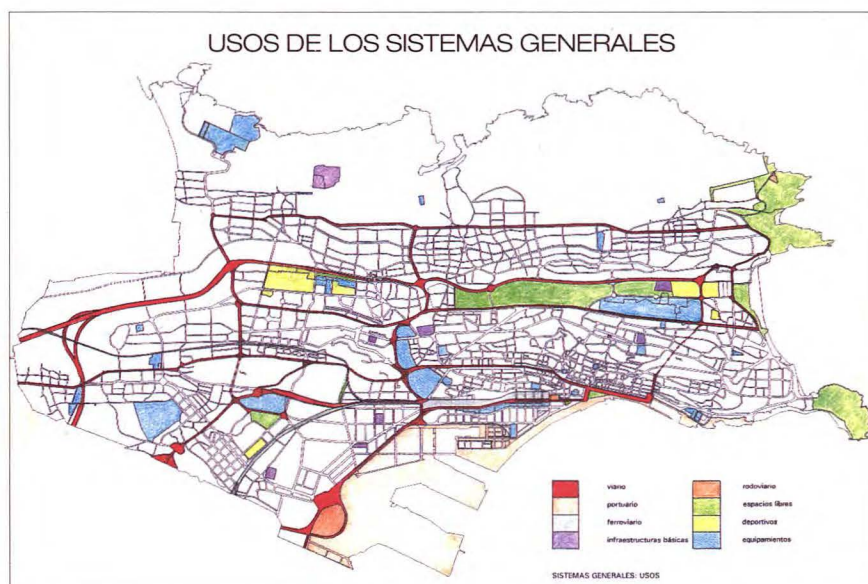 USOS DE LOS SISTEMAS GENERALES
viario
portuario
ferroviario
infraestructuras básicas
rodoviario
espacios libres
deportivos
equipamientos
SISTEMAS GENERALES: USOS